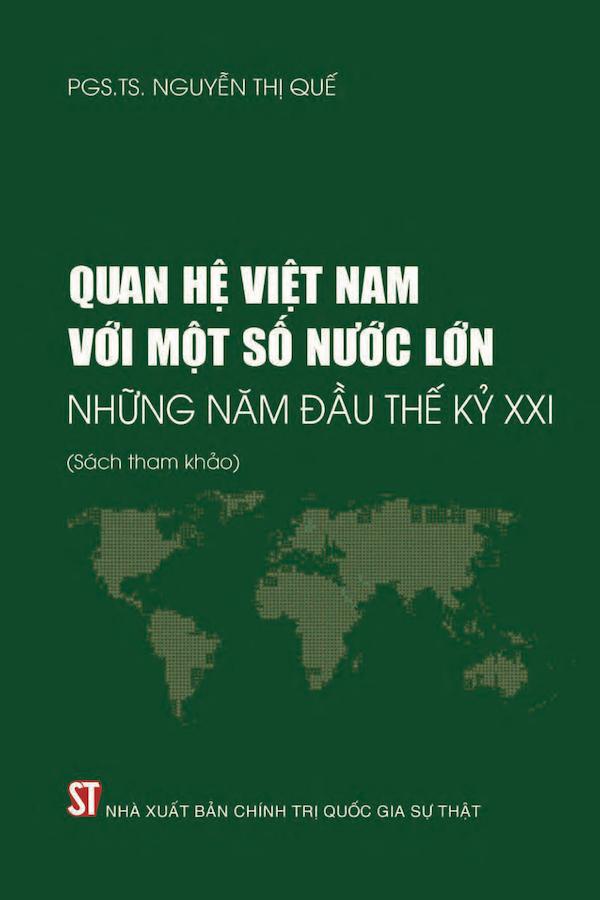 PGS.TS. NGUYỄN THỊ QUẾ
QUAN HỆ VIỆT NAM
VỚI MỘT SỐ NƯỚC LỚN
NHỮNG NĂM ĐẦU THẾ KỶ XXI
(Sách tham khảo)
ST NHÀ XUẤT BẢN CHÍNH TRỊ QUỐC GIA SỰ THẬT